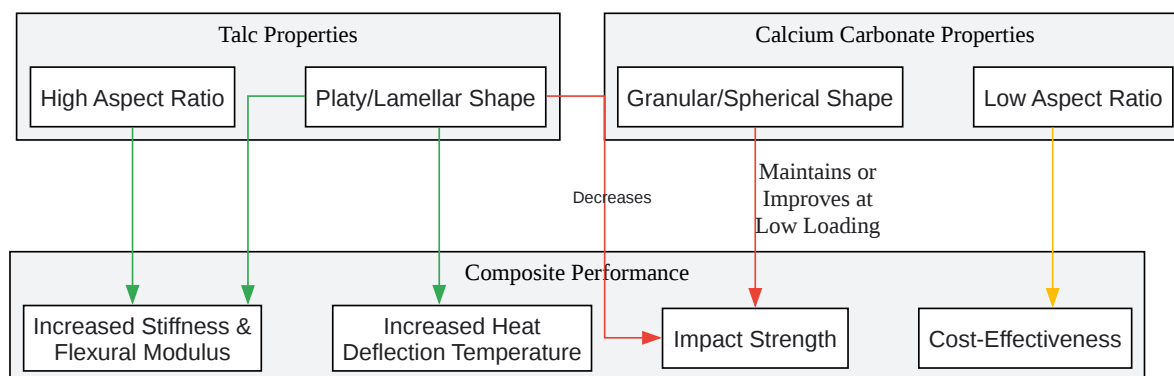 Talc Properties
Calcium Carbonate Properties
High Aspect Ratio
Platy/Lamellar Shape
Granular/Spherical Shape
Low Aspect Ratio
Decreases
Maintains or
Improves at
Low Loading
Composite Performance
Increased Stiffness &
Flexural Modulus
Increased Heat
Deflection Temperature
Impact Strength
Cost-Effectiveness